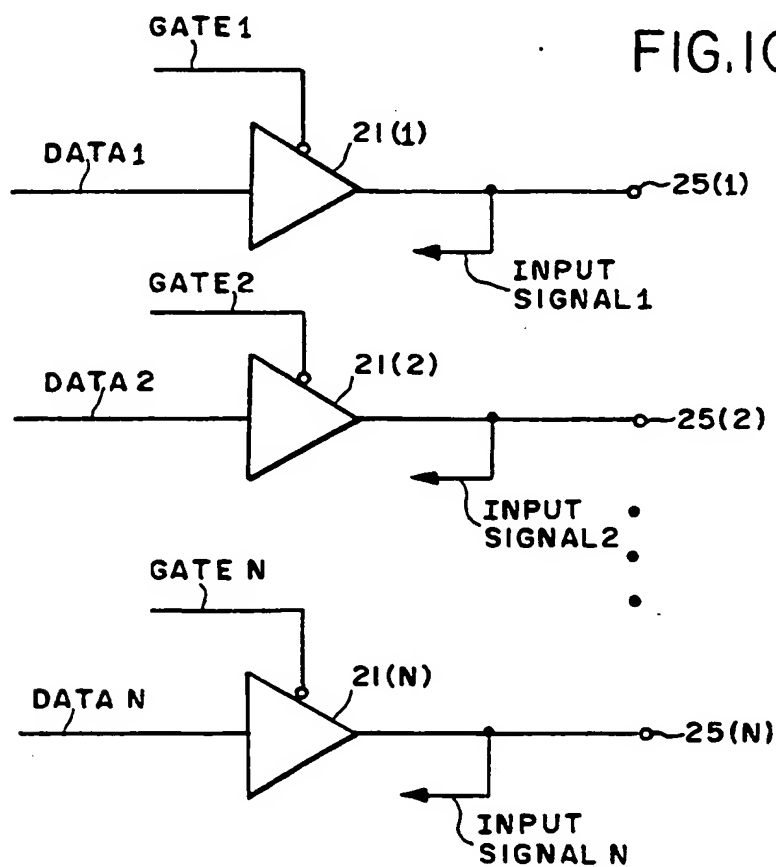 GATE1
FIG.10
21(1)
DATA1
25(1)
INPUT
SIGNAL1
GATE2
21(2)
DATA2
25(2)
INPUT
SIGNAL2
GATE N
21(N)
DATA N
25(N)
INPUT
SIGNAL N